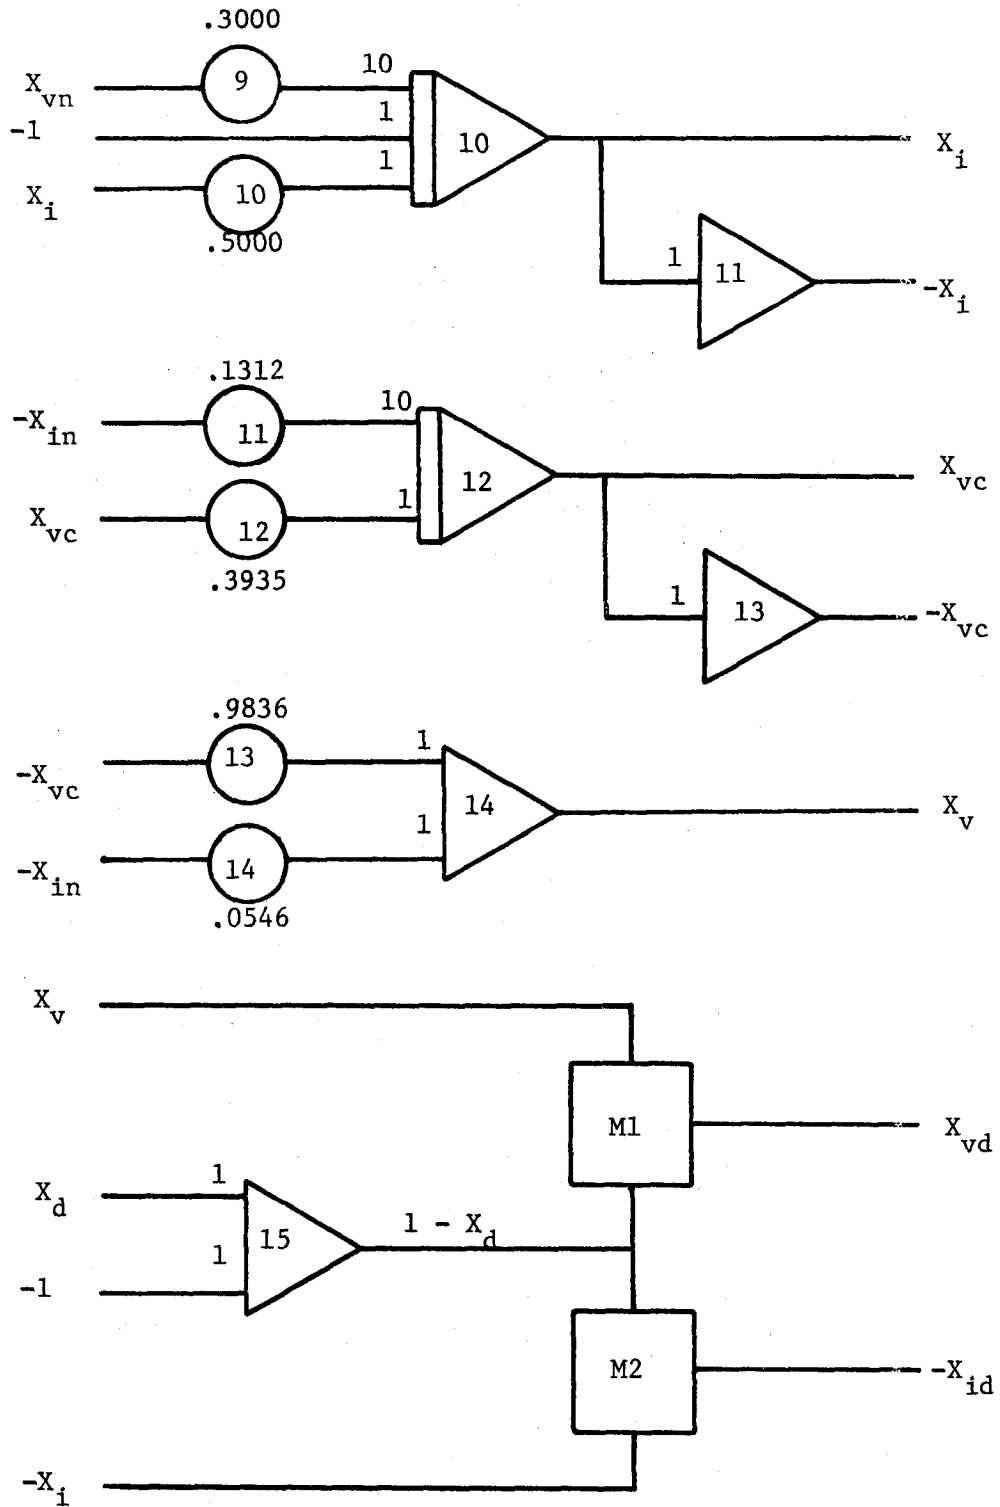 .3000
X_vn
9
10
-1
1
10
X_i
X_i
10
1
.5000
1
11
-X_i
.1312
-X_in
11
10
12
X_vc
X_vc
12
1
.3935
1
13
-X_vc
.9836
-X_vc
13
1
14
X_v
1
-X_in
14
.0546
X_v
M1
X_vd
X_d
1
15
1 - X_d
1
-1
M2
-X_id
-X_i